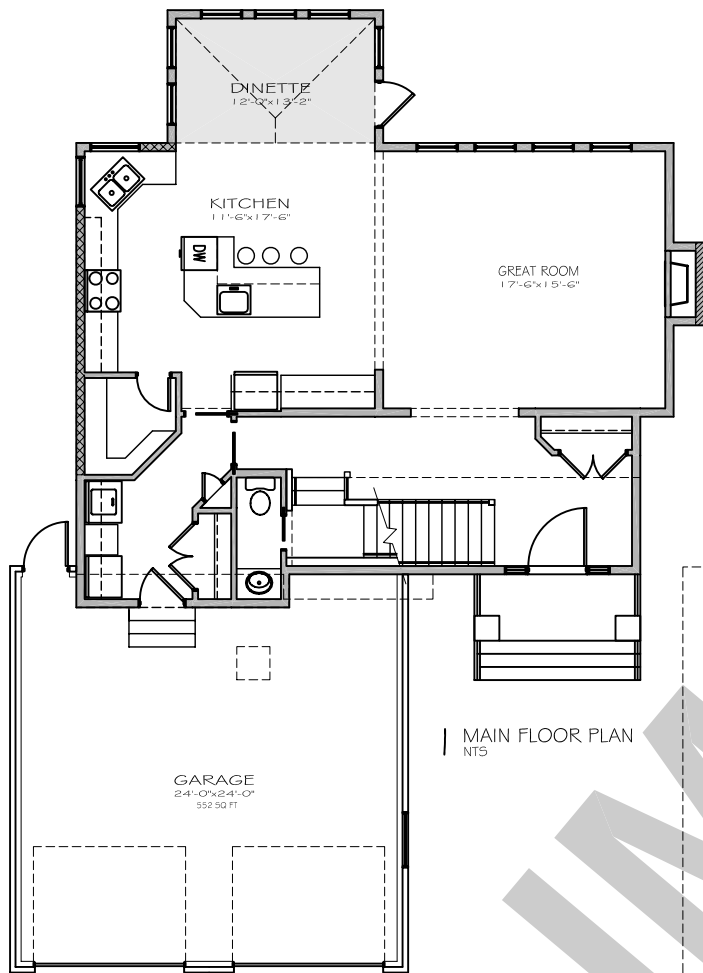 DINETTE
12'-0"x13'-2"
KITCHEN
11'-6"x17'-6"
DW
GREAT ROOM
17'-6"x15'-6"
MAIN FLOOR PLAN
NTS
GARAGE
24'-0"x24'-0"
552 SQ FT